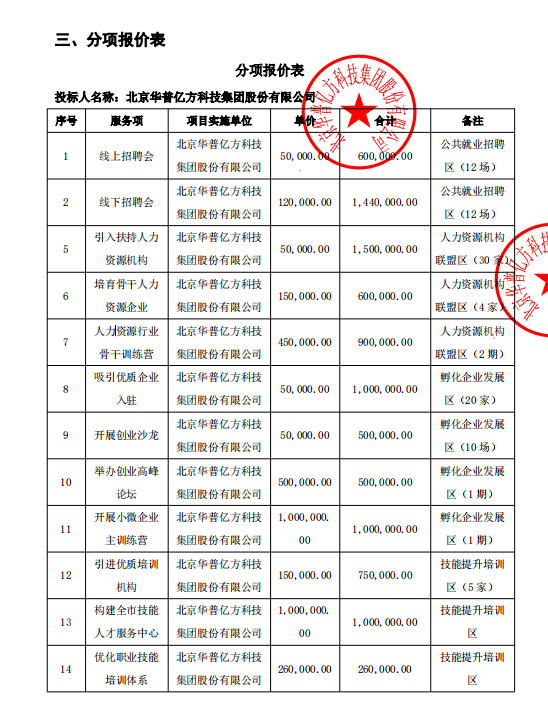 三、分项报价表
分项报价表
投标人名称：北京华普亿方科技集团股份有限公司
序号 服务项 项目实施单位 单价 合计 备注
1 线上招聘会 北京华普亿方科技集团股份有限公司 50,000.00 600,000.00 公共就业招聘区（12场）
2 线下招聘会 北京华普亿方科技集团股份有限公司 120,000.00 1,440,000.00 公共就业招聘区（12场）
5 引入扶持人力资源机构 北京华普亿方科技集团股份有限公司 50,000.00 1,500,000.00 人力资源机构联盟区（30家）
6 培育骨干人力资源企业 北京华普亿方科技集团股份有限公司 150,000.00 600,000.00 人力资源机构联盟区（4家）
7 人力资源行业骨干训练营 北京华普亿方科技集团股份有限公司 450,000.00 900,000.00 人力资源机构联盟区（2期）
8 吸引优质企业入驻 北京华普亿方科技集团股份有限公司 50,000.00 1,000,000.00 孵化企业发展区（20家）
9 开展创业沙龙 北京华普亿方科技集团股份有限公司 50,000.00 500,000.00 孵化企业发展区（10场）
10 举办创业高峰论坛 北京华普亿方科技集团股份有限公司 500,000.00 500,000.00 孵化企业发展区（1期）
11 开展小微企业主训练营 北京华普亿方科技集团股份有限公司 1,000,000.00 1,000,000.00 孵化企业发展区（1期）
12 引进优质培训机构 北京华普亿方科技集团股份有限公司 150,000.00 750,000.00 技能提升培训区（5家）
13 构建全市技能人才服务中心 北京华普亿方科技集团股份有限公司 1,000,000.00 1,000,000.00 技能提升培训区
14 优化职业技能培训体系 北京华普亿方科技集团股份有限公司 260,000.00 260,000.00 技能提升培训区
北京华普亿方科技集团股份有限公司
北京华普亿方科技